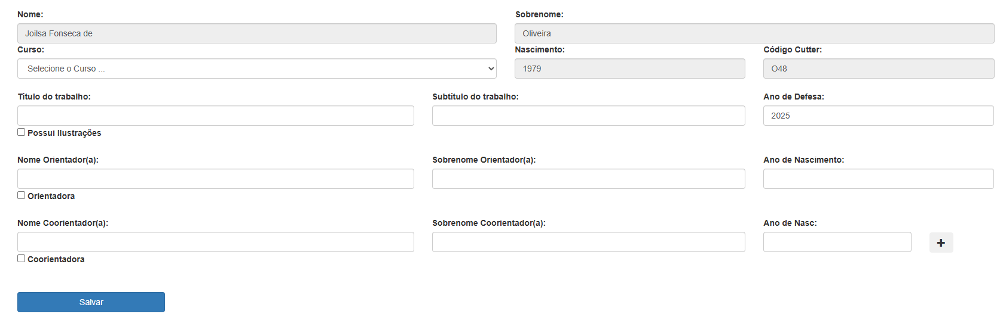 Nome: Sobrenome:
Joilsa Fonseca de Oliveira
Curso: Nascimento: Código Cutter:
Selecione o Curso ... 1979 O48
Título do trabalho: Subtítulo do trabalho: Ano de Defesa:
2025
Possui Ilustrações
Nome Orientador(a): Sobrenome Orientador(a): Ano de Nascimento:
Orientadora
Nome Coorientador(a): Sobrenome Coorientador(a): Ano de Nasc:
+
Coorientadora
Salvar